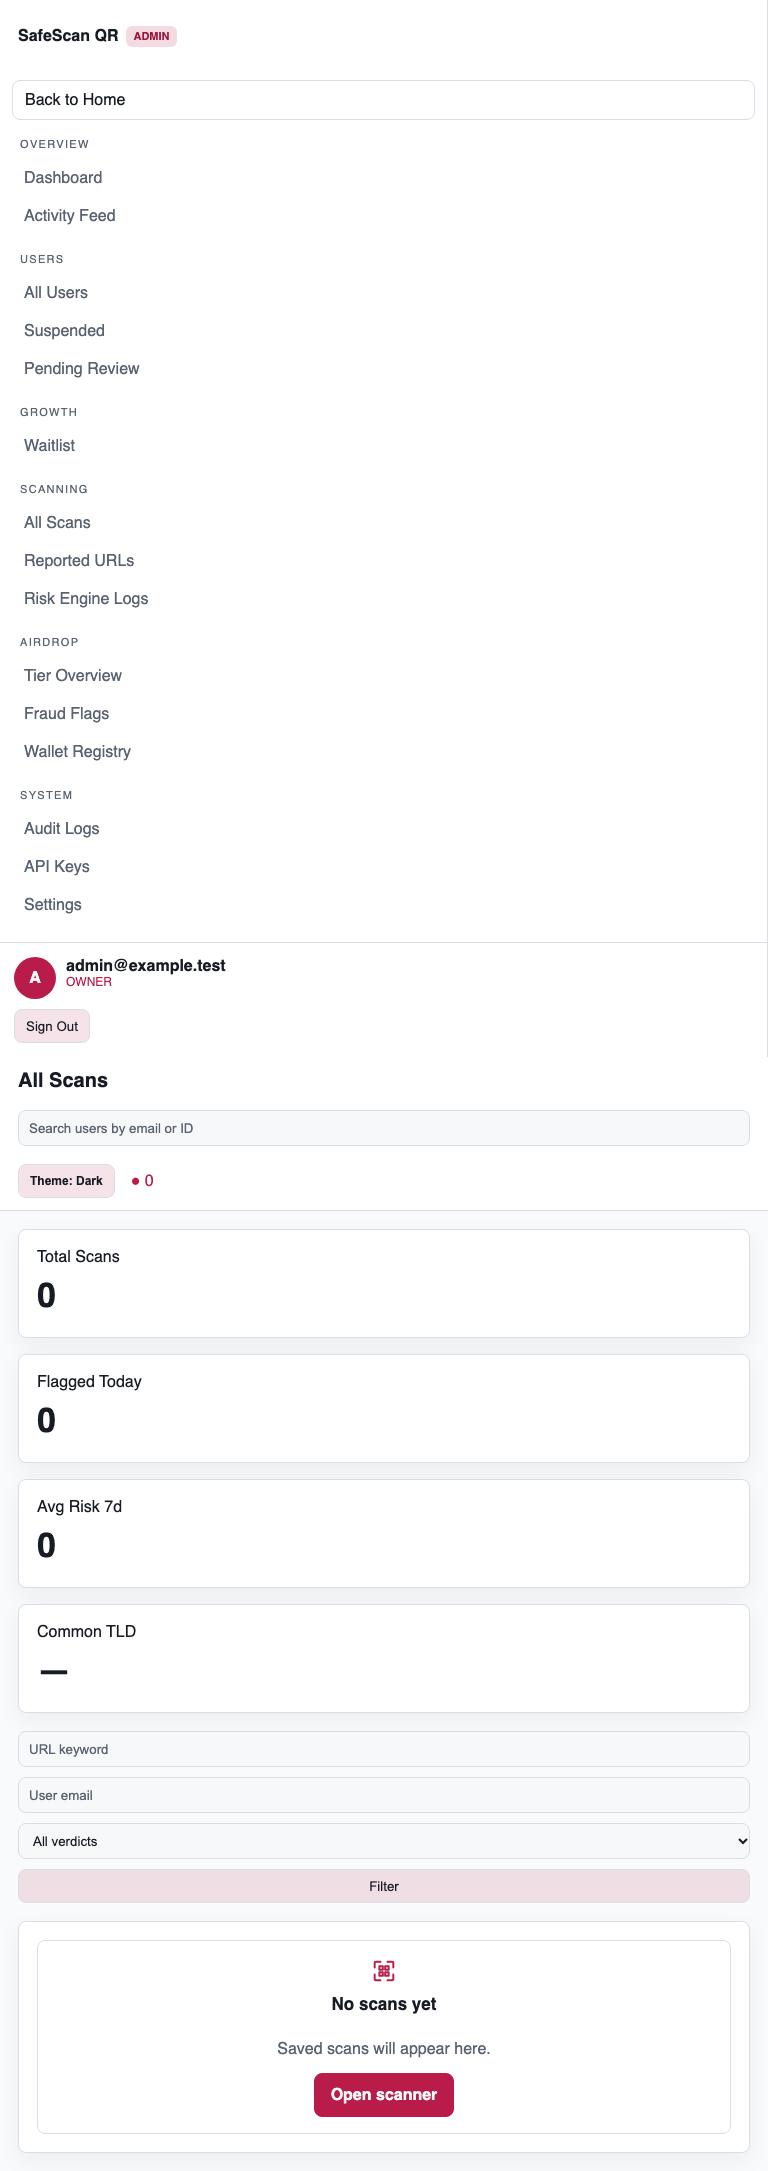 SafeScan QR ADMIN
Back to Home
OVERVIEW
Dashboard
Activity Feed
USERS
All Users
Suspended
Pending Review
GROWTH
Waitlist
SCANNING
All Scans
Reported URLs
Risk Engine Logs
AIRDROP
Tier Overview
Fraud Flags
Wallet Registry
SYSTEM
Audit Logs
API Keys
Settings
A
admin@example.test
OWNER
Sign Out
All Scans
Search users by email or ID
Theme: Dark
● 0
Total Scans
0
Flagged Today
0
Avg Risk 7d
0
Common TLD
—
URL keyword
User email
All verdicts
Filter
No scans yet
Saved scans will appear here.
Open scanner